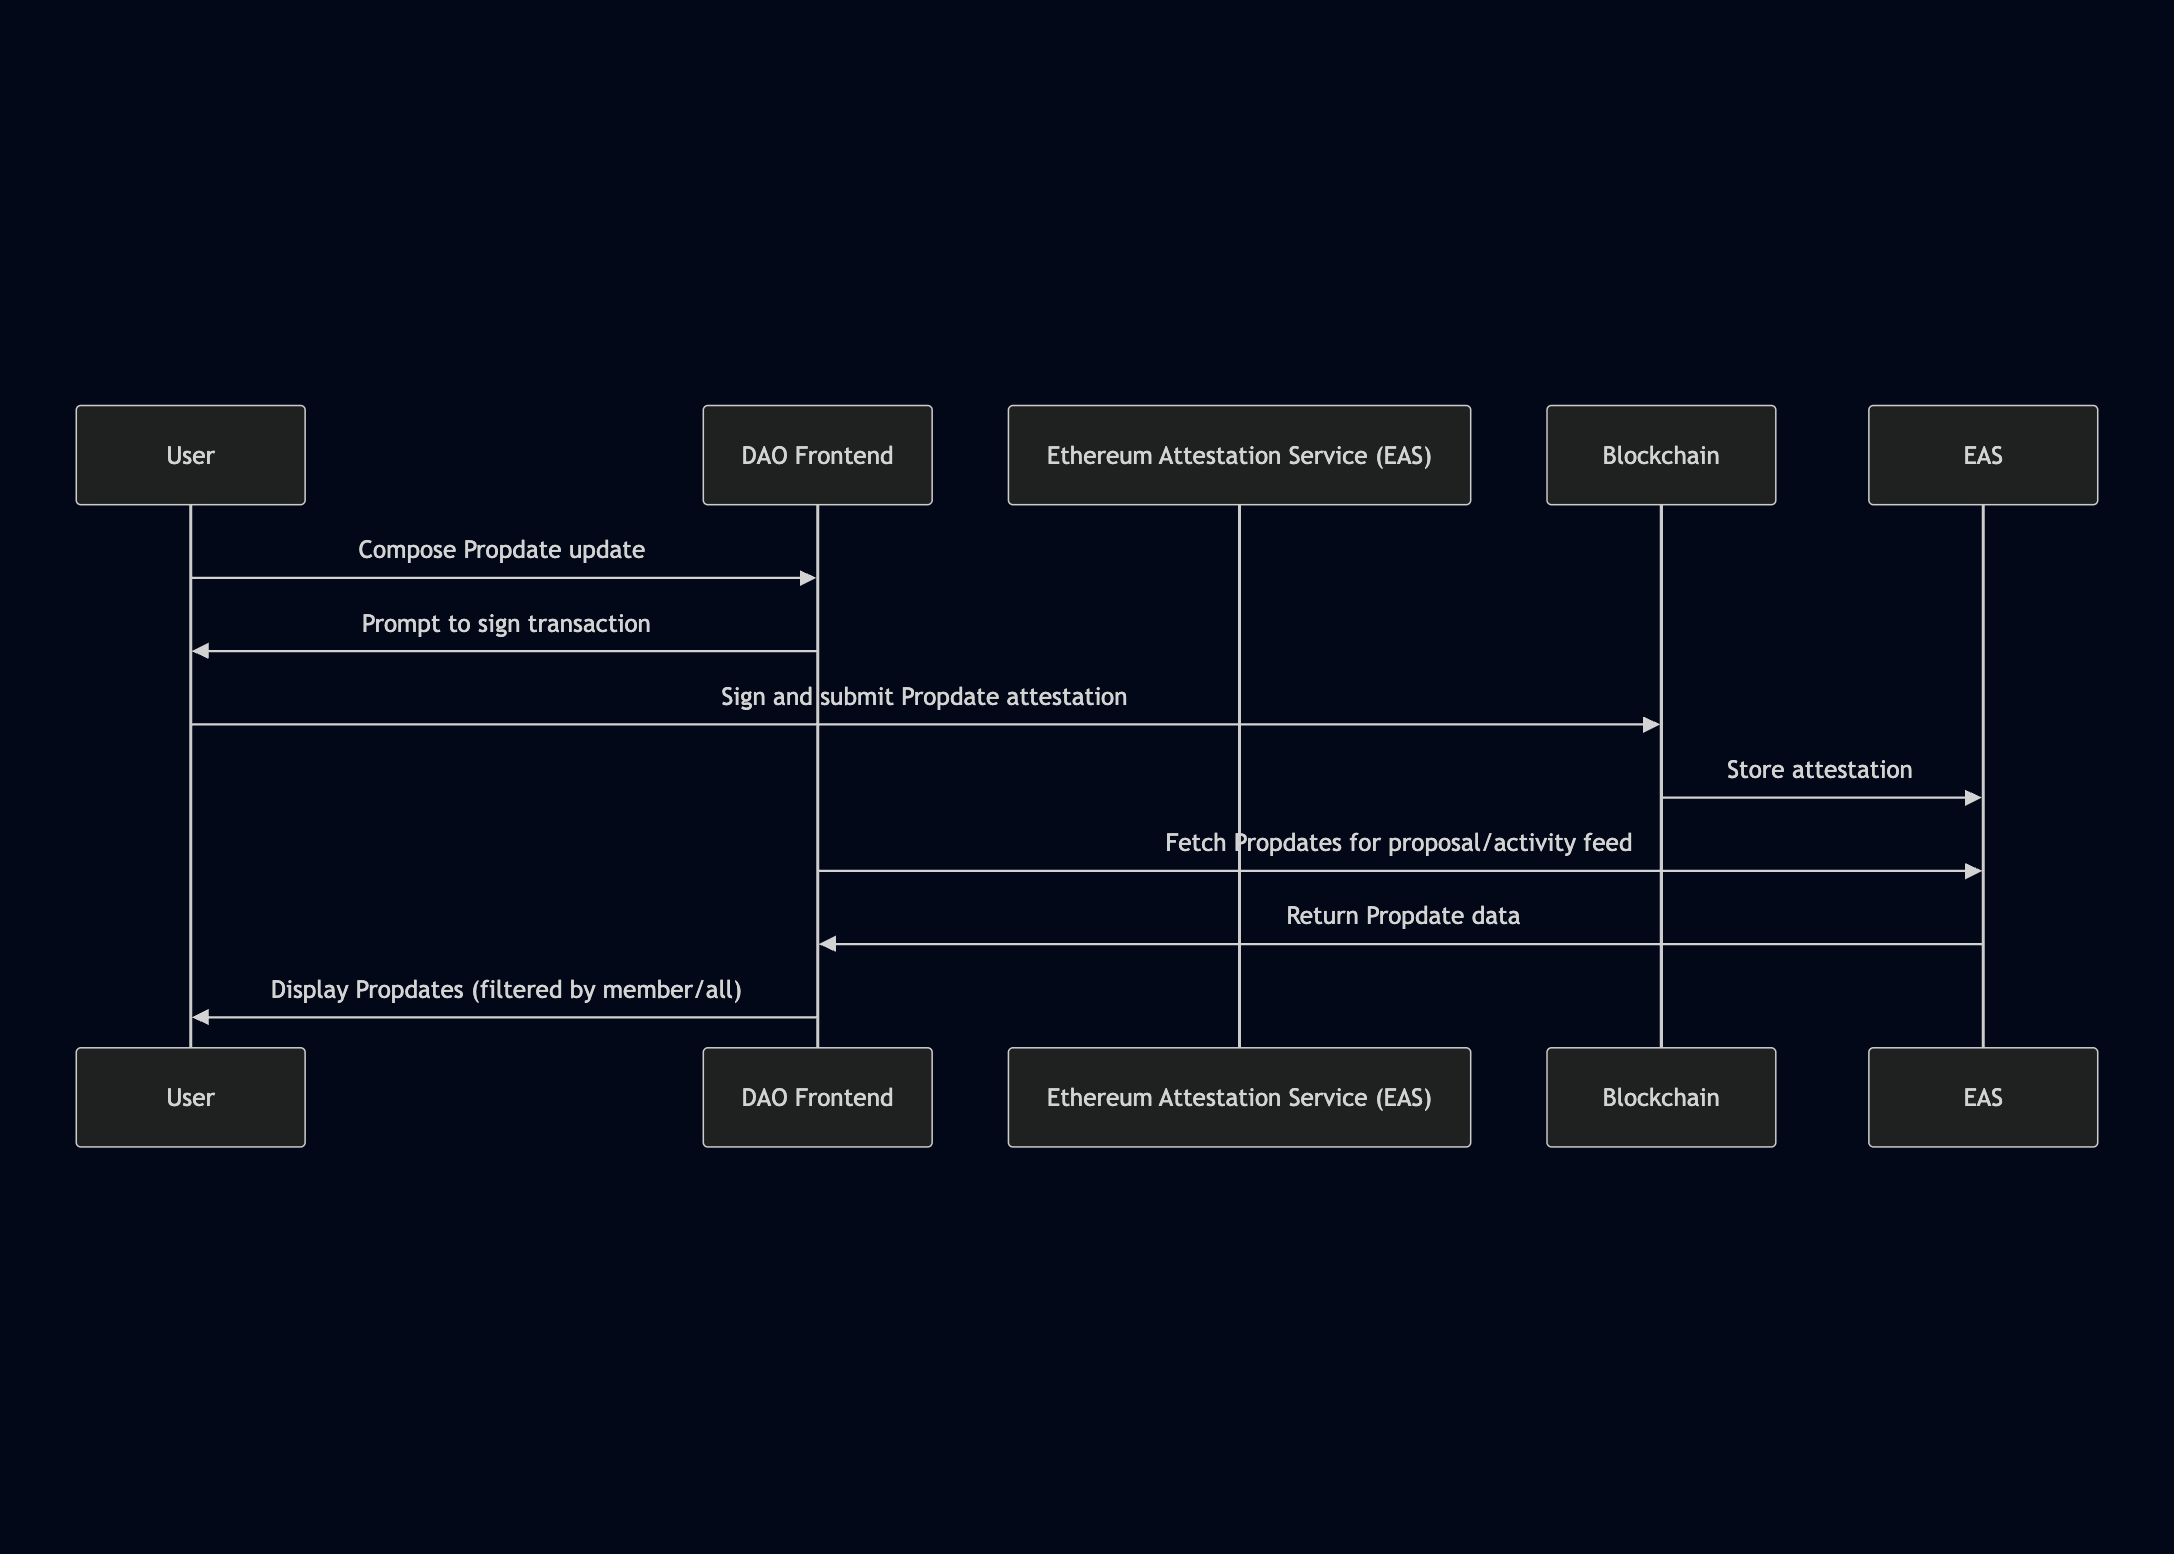 User
DAO Frontend
Ethereum Attestation Service (EAS)
Blockchain
EAS
Compose Propdate update
Prompt to sign transaction
Sign and submit Propdate attestation
Store attestation
Fetch Propdates for proposal/activity feed
Return Propdate data
Display Propdates (filtered by member/all)
User
DAO Frontend
Ethereum Attestation Service (EAS)
Blockchain
EAS